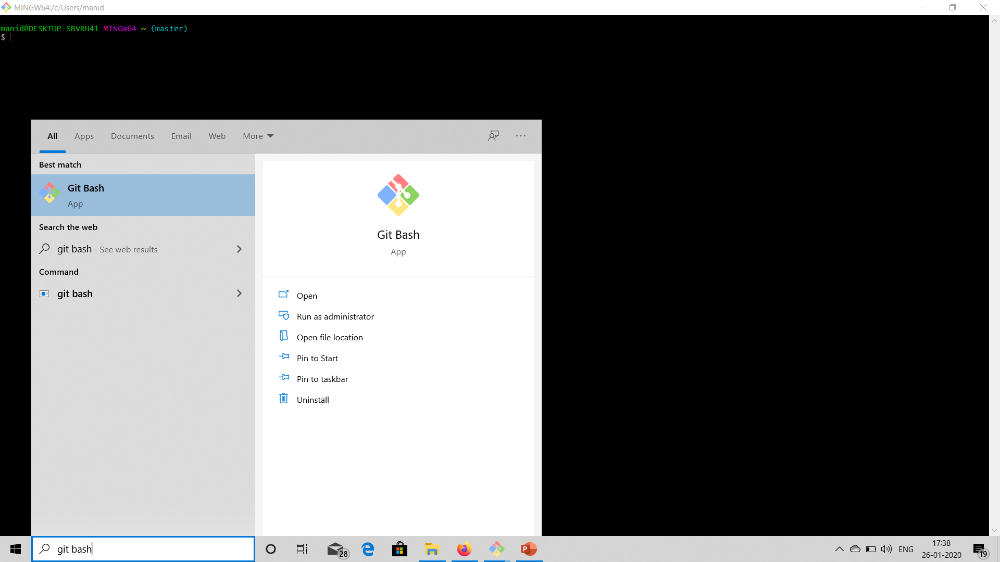 MINGW64:/c/Users/manid
manid@DESKTOP-SBVRH41 MINGW64 ~ (master)
$
All Apps Documents Email Web More
Best match
Git Bash
App
Search the web
git bash - See web results
Command
git bash
Git Bash
App
Open
Run as administrator
Open file location
Pin to Start
Pin to taskbar
Uninstall
git bash
28
P
ENG
17:38
26-01-2020
19